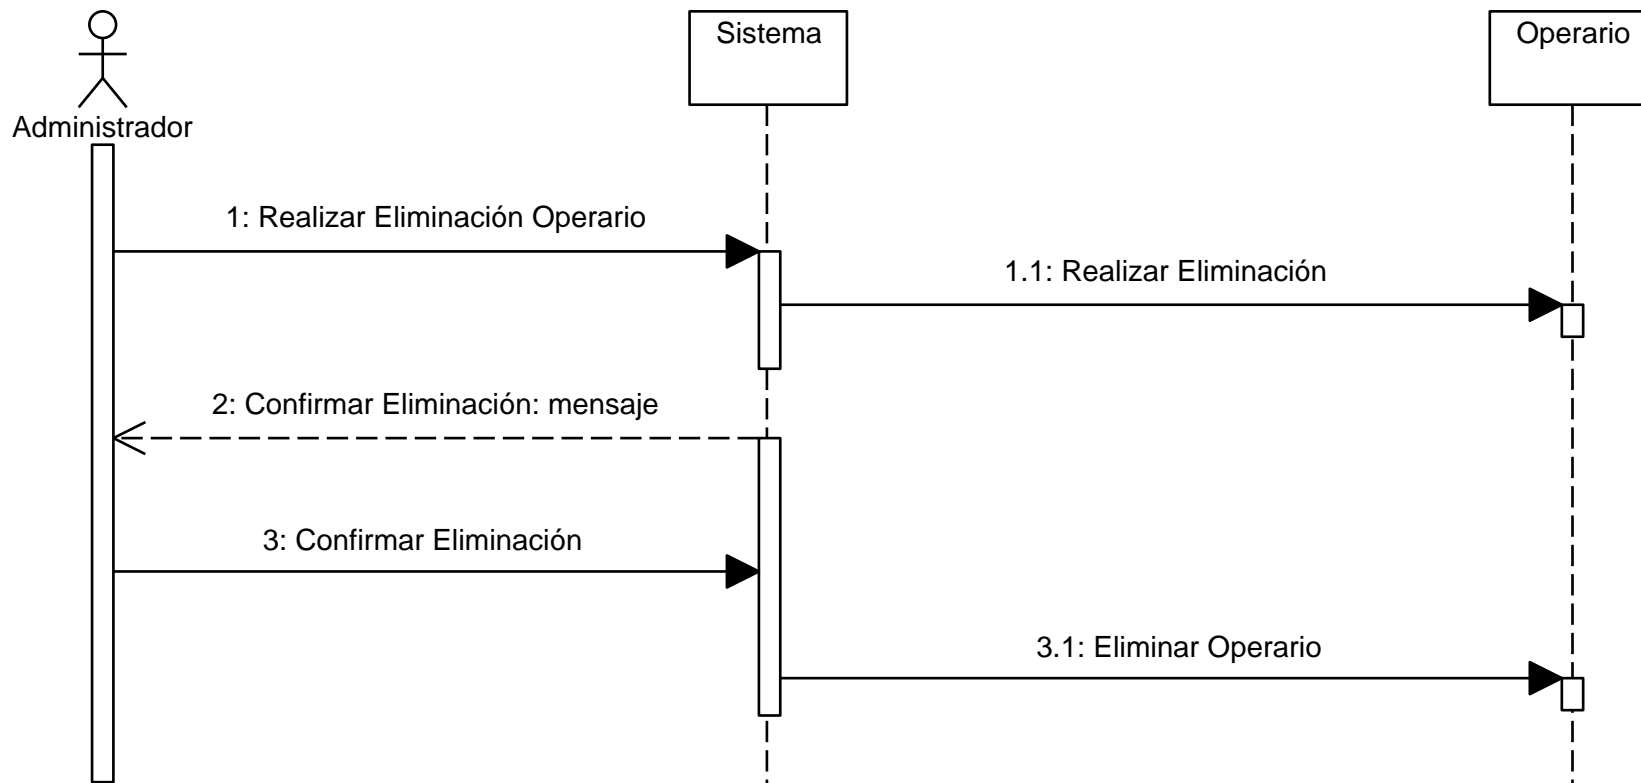 Sistema
Operario
Administrador
1: Realizar Eliminación Operario
1.1: Realizar Eliminación
2: Confirmar Eliminación: mensaje
3: Confirmar Eliminación
3.1: Eliminar Operario